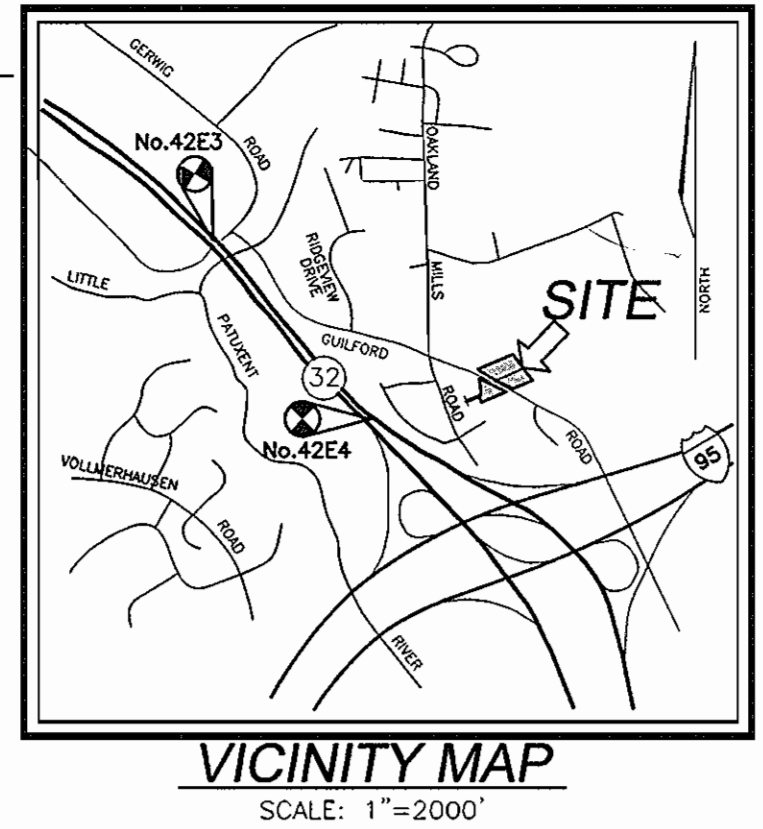 GERWIG
ROAD
No.42E3
OAKLAND
MILLS
ROAD
RIDGEVIEW
DRIVE
LITTLE
PATUXENT
RIVER
GUILFORD
ROAD
SITE
NORTH
32
No.42E4
VOLLMERHAUSEN
ROAD
95
VICINITY MAP
SCALE: 1"=2000'